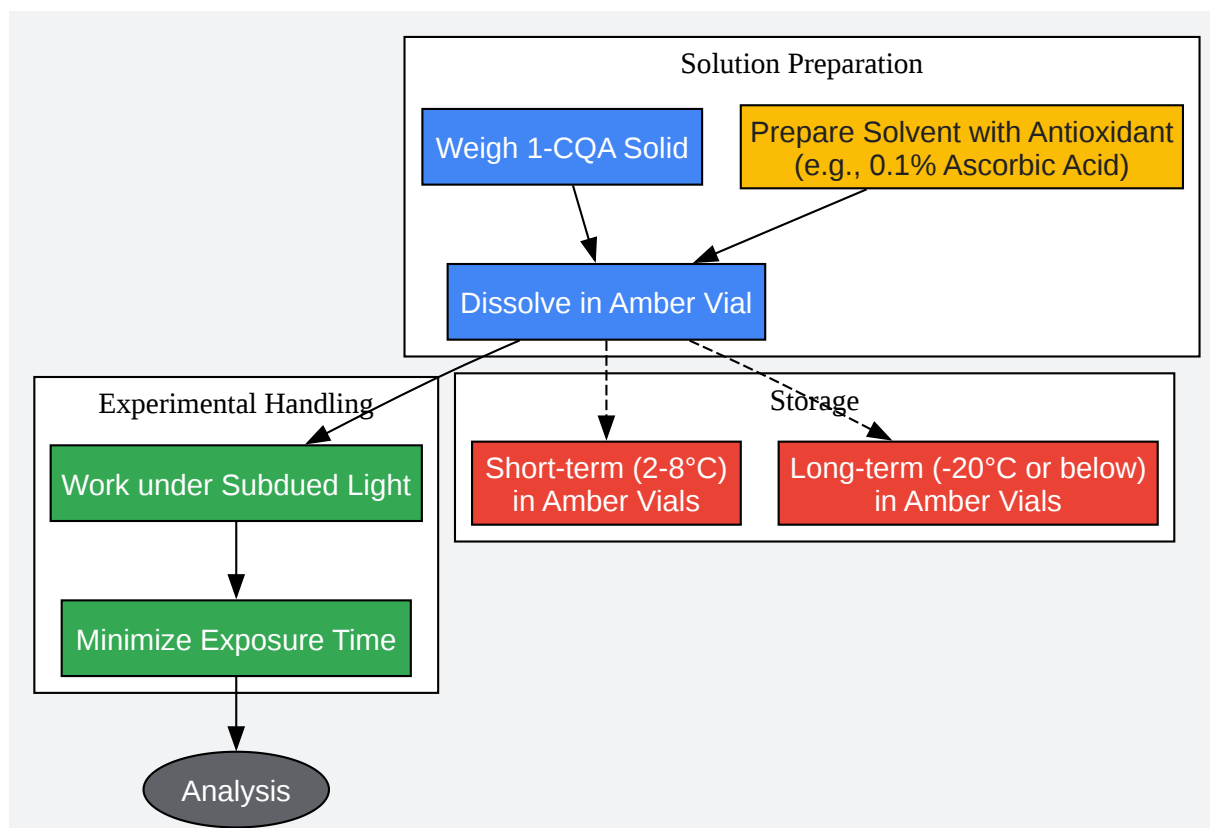 Solution Preparation
Weigh 1-CQA Solid
Prepare Solvent with Antioxidant
(e.g., 0.1% Ascorbic Acid)
Dissolve in Amber Vial
Experimental Handling
Work under Subdued Light
Minimize Exposure Time
Storage
Short-term (2-8°C)
in Amber Vials
Long-term (-20°C or below)
in Amber Vials
Analysis